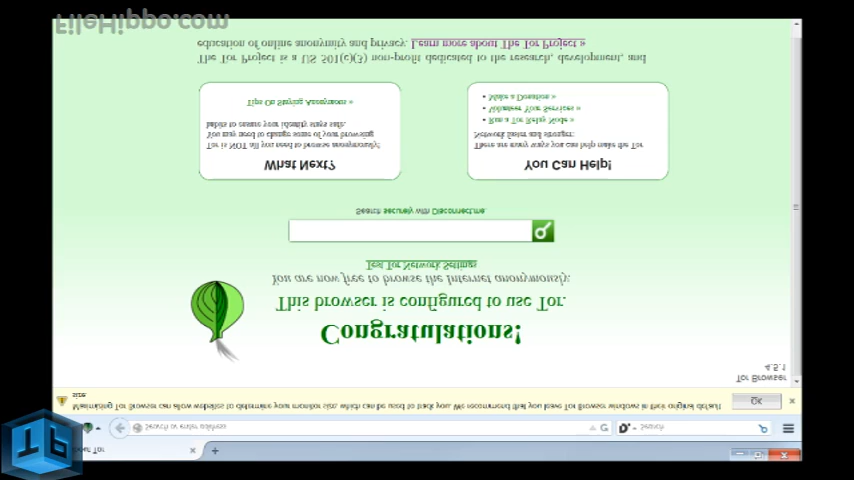 about Tor
Search or enter address
Search
Maximizing Tor Browser can allow websites to determine your monitor size, which can be used to track you. We recommend that you leave Tor Browser windows in their original default
size.
OK
Tor Browser
4.5.1
Congratulations!
This browser is configured to use Tor.
You are now free to browse the Internet anonymously.
Test Tor Network Settings
Search securely with Disconnect.me.
What Next?
Tor is NOT all you need to browse anonymously!
You may need to change some of your browsing
habits to ensure your identity stays safe.
Tips On Staying Anonymous »
You Can Help!
There are many ways you can help make the Tor
Network faster and stronger:
• Run a Tor Relay Node »
• Volunteer Your Services »
• Make a Donation »
The Tor Project is a US 501(c)(3) non-profit dedicated to the research, development, and
education of online anonymity and privacy. Learn more about The Tor Project »
FileHippo.com